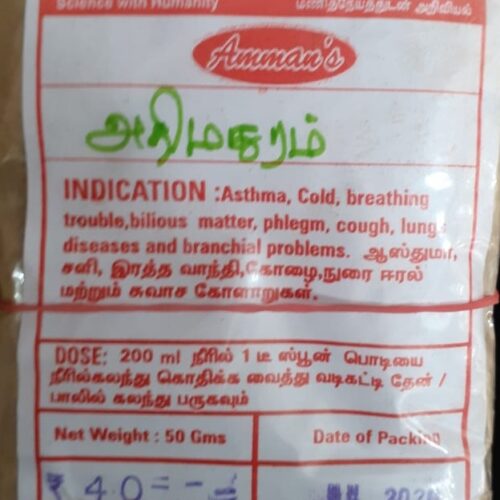 Science with Humanity மனிதநேயத்துடன் அறிவியல்
Amman's
அதிமதுரம்
INDICATION :Asthma, Cold, breathing
trouble,bilious matter, phlegm, cough, lung
diseases and branchial problems. ஆஸ்துமா,
சளி, இரத்த வாந்தி,கோழை,நுரை ஈரல்
மற்றும் சுவாச கோளாறுகள்.
DOSE: 200 ml நீரில் 1 டீ ஸ்பூன் பொடியை
நீரில்கலந்து கொதிக்க வைத்து வடிகட்டி தேன் /
பாலில் கலந்து பருகவும்
Net Weight : 50 Gms Date of Packing
₹ 40=